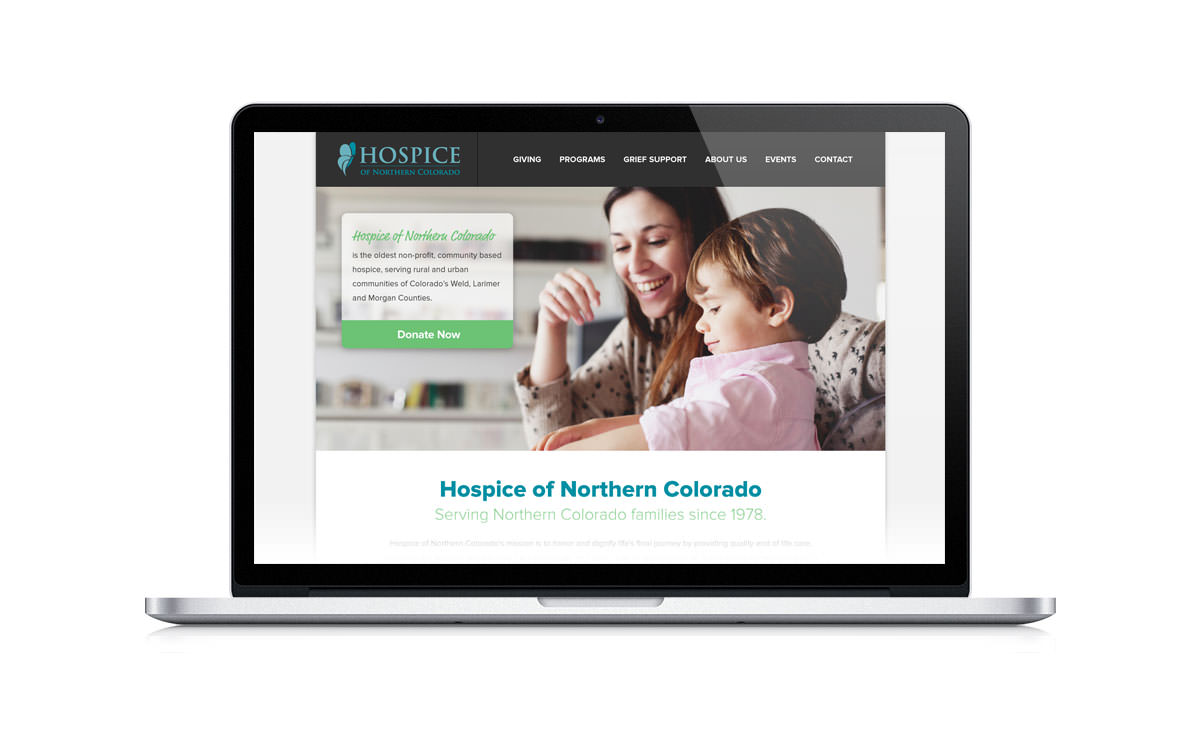 HOSPICE
OF NORTHERN COLORADO
GIVING PROGRAMS GRIEF SUPPORT ABOUT US EVENTS CONTACT
Hospice of Northern Colorado
is the oldest non-profit, community based
hospice, serving rural and urban
communities of Colorado's Weld, Larimer
and Morgan Counties.
Donate Now
Hospice of Northern Colorado
Serving Northern Colorado families since 1978.
Hospice of Northern Colorado's mission is to honor and dignify life's final journey by providing quality end of life care